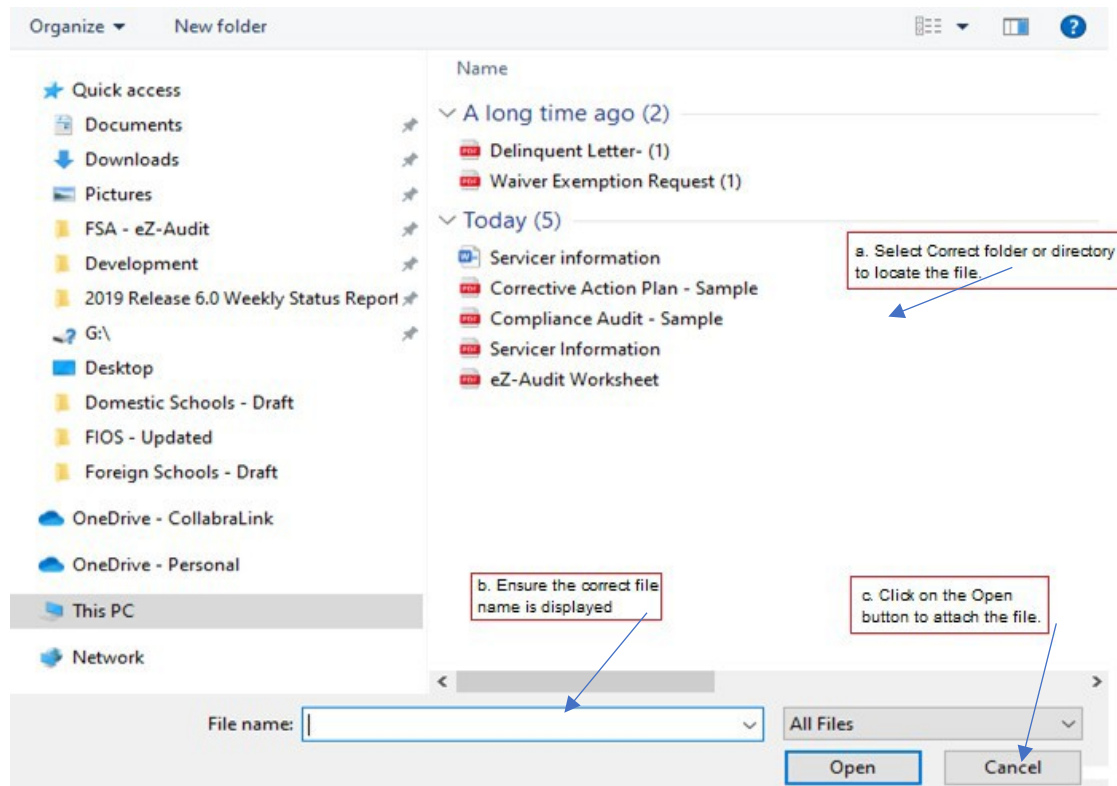 Organize New folder
Name
Quick access
Documents
Downloads
Pictures
FSA - eZ-Audit
Development
2019 Release 6.0 Weekly Status Report
G:\
Desktop
Domestic Schools - Draft
FIOS - Updated
Foreign Schools - Draft
OneDrive - CollabraLink
OneDrive - Personal
This PC
Network
A long time ago (2)
Delinquent Letter- (1)
Waiver Exemption Request (1)
Today (5)
Servicer information
Corrective Action Plan - Sample
Compliance Audit - Sample
Servicer Information
eZ-Audit Worksheet
a. Select Correct folder or directory
to locate the file.
b. Ensure the correct file
name is displayed
c. Click on the Open
button to attach the file.
File name:
All Files
Open Cancel